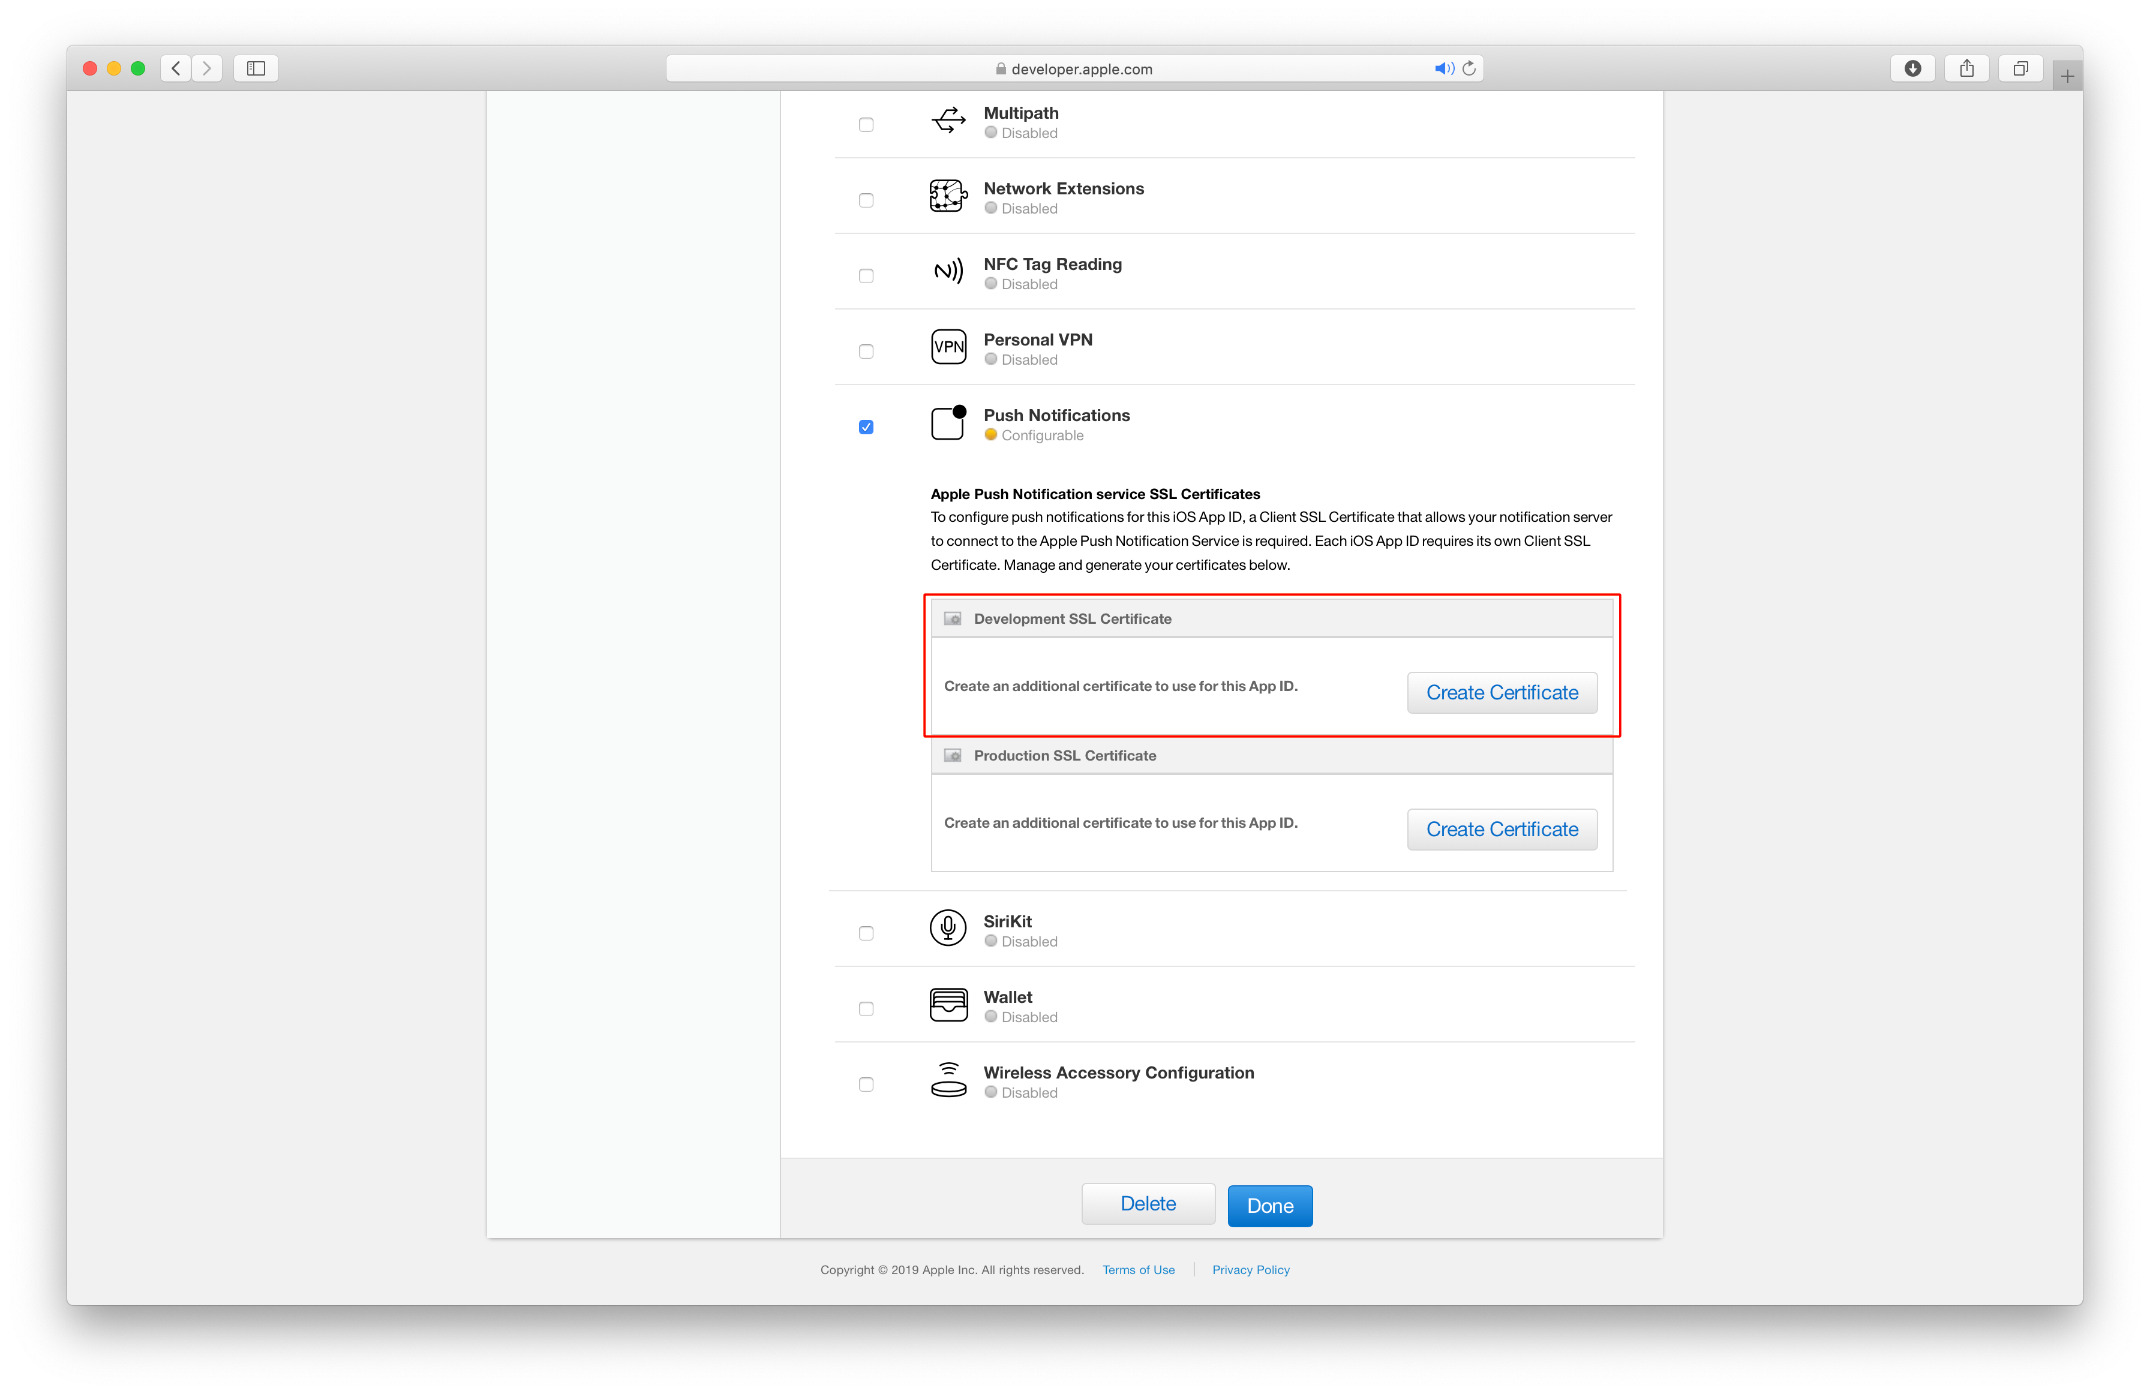 developer.apple.com
Multipath
Disabled
Network Extensions
Disabled
NFC Tag Reading
Disabled
VPN
Personal VPN
Disabled
Push Notifications
Configurable
Apple Push Notification service SSL Certificates
To configure push notifications for this iOS App ID, a Client SSL Certificate that allows your notification server
to connect to the Apple Push Notification Service is required. Each iOS App ID requires its own Client SSL
Certificate. Manage and generate your certificates below.
Development SSL Certificate
Create an additional certificate to use for this App ID.
Create Certificate
Production SSL Certificate
Create an additional certificate to use for this App ID.
Create Certificate
SiriKit
Disabled
Wallet
Disabled
Wireless Accessory Configuration
Disabled
Delete
Done
Copyright © 2019 Apple Inc. All rights reserved. Terms of Use Privacy Policy